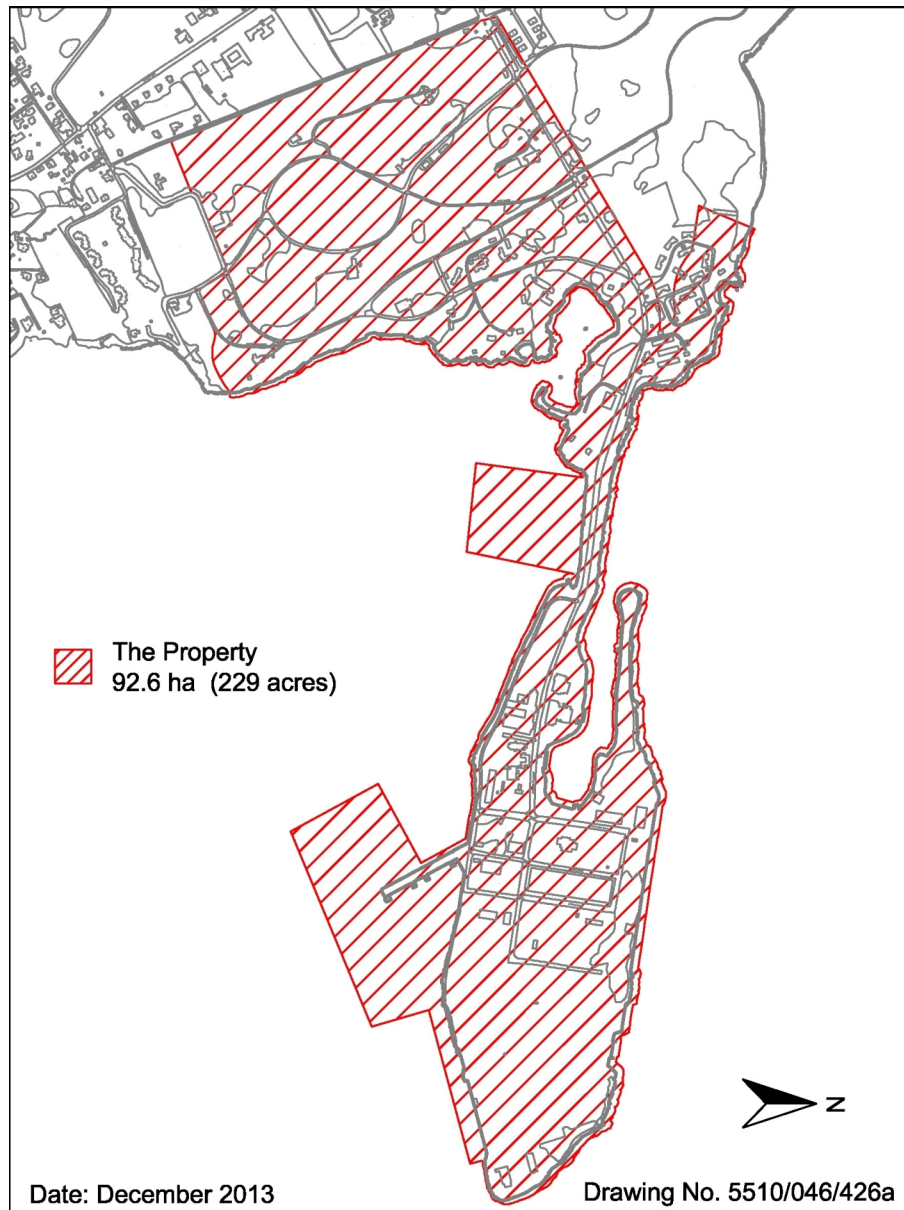 The Property
92.6 ha (229 acres)
N
Date: December 2013
Drawing No. 5510/046/426a